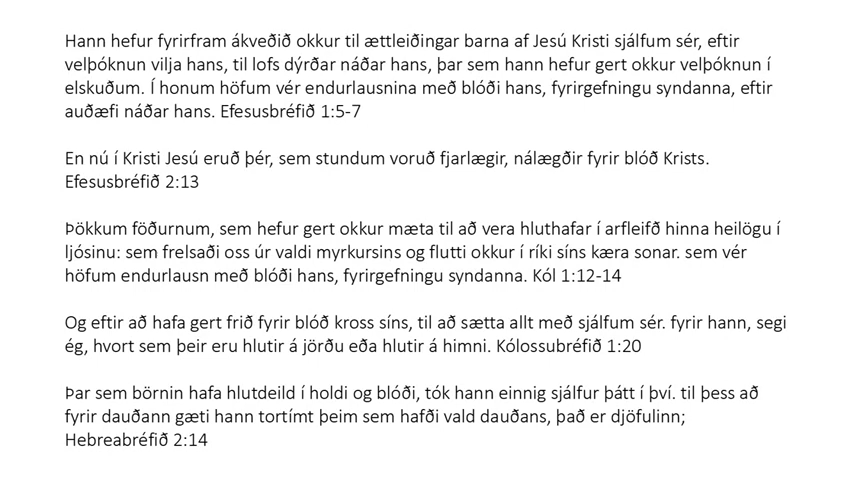 Hann hefur fyrirfram ákveðið okkur til ættleiðingar barna af Jesú Kristi sjálfum sér, eftir
velþóknun vilja hans, til lofs dýrðar náðar hans, þar sem hann hefur gert okkur velþóknun í
elskuðum. Í honum höfum vér endurlausnina með blóði hans, fyrirgefningu syndanna, eftir
auðæfi náðar hans. Efesusbréfið 1:5-7
En nú í Kristi Jesú eruð þér, sem stundum voruð fjarlægir, nálægðir fyrir blóð Krists.
Efesusbréfið 2:13
Þökkum föðurnum, sem hefur gert okkur mæta til að vera hluthafar í arfleifð hinna heilögu í
ljósinu: sem frelsaði oss úr valdi myrkursins og flutti okkur í ríki síns kæra sonar. sem vér
höfum endurlausn með blóði hans, fyrirgefningu syndanna. Kól 1:12-14
Og eftir að hafa gert frið fyrir blóð kross síns, til að sætta allt með sjálfum sér. fyrir hann, segi
ég, hvort sem þeir eru hlutir á jörðu eða hlutir á himni. Kólossubréfið 1:20
Þar sem börnin hafa hlutdeild í holdi og blóði, tók hann einnig sjálfur þátt í því. til þess að
fyrir dauðann gæti hann tortímt þeim sem hafði vald dauðans, það er djöfulinn;
Hebreabréfið 2:14